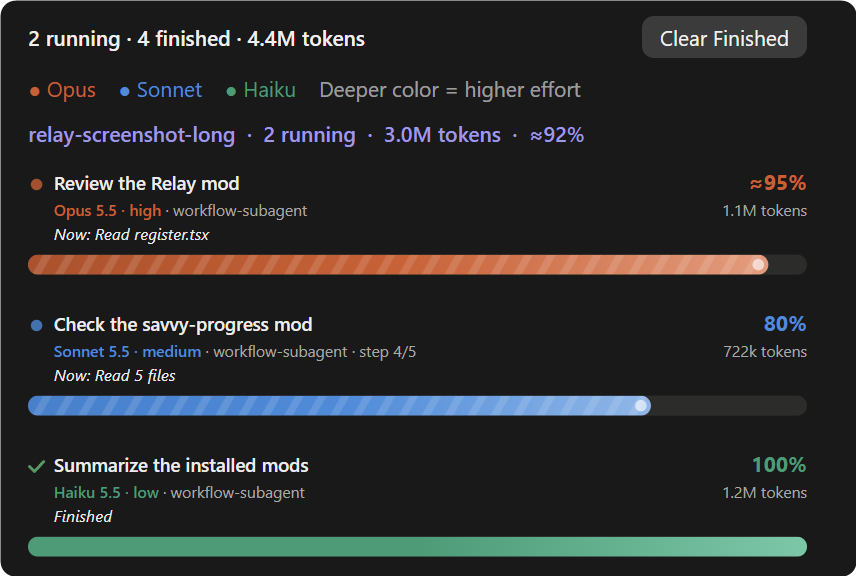 2 running · 4 finished · 4.4M tokens
Clear Finished
Opus Sonnet Haiku Deeper color = higher effort
relay-screenshot-long · 2 running · 3.0M tokens · ≈92%
Review the Relay mod ≈95%
Opus 5.5 · high · workflow-subagent 1.1M tokens
Now: Read register.tsx
Check the savvy-progress mod 80%
Sonnet 5.5 · medium · workflow-subagent · step 4/5 722k tokens
Now: Read 5 files
Summarize the installed mods 100%
Haiku 5.5 · low · workflow-subagent 1.2M tokens
Finished